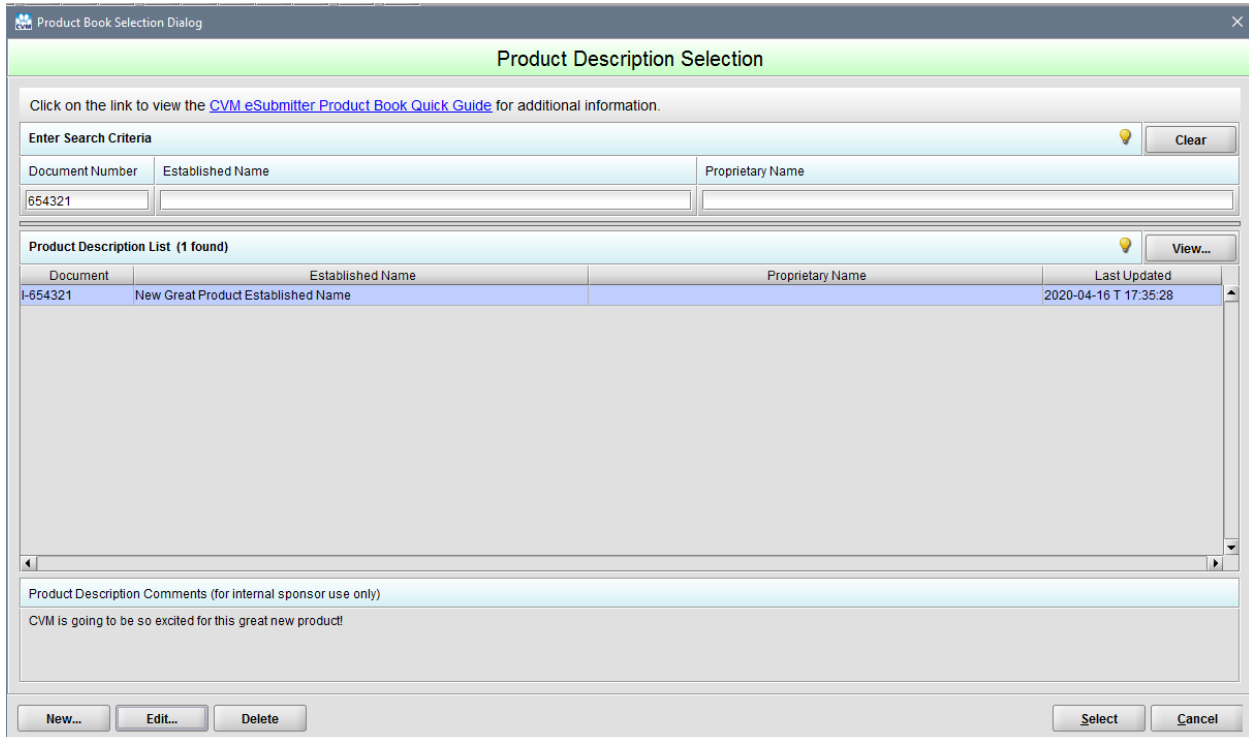 CVM Product Book Selection Dialog
Product Description Selection
Click on the link to view the CVM eSubmitter Product Book Quick Guide for additional information.
Enter Search Criteria Clear
Document Number Established Name Proprietary Name
654321
Product Description List (1 found) View...
Document Established Name Proprietary Name Last Updated
I-654321 New Great Product Established Name 2020-04-16 T 17:35:28
Product Description Comments (for internal sponsor use only)
CVM is going to be so excited for this great new product!
New... Edit... Delete Select Cancel